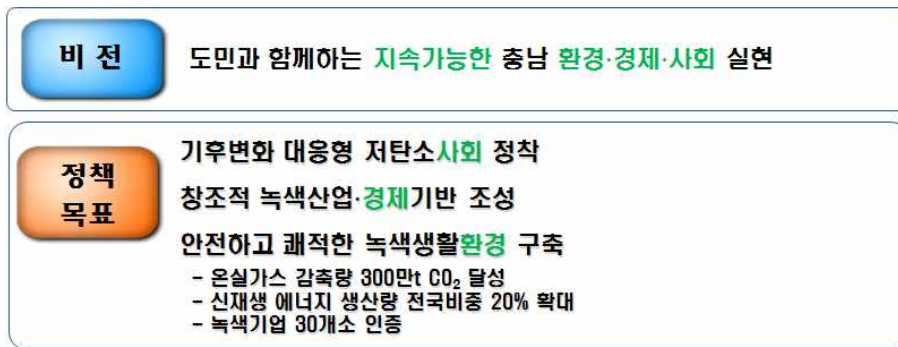 비 전
도민과 함께하는 지속가능한 충남 환경·경제·사회 실현
정책
목표
기후변화 대응형 저탄소사회 정착
창조적 녹색산업·경제기반 조성
안전하고 쾌적한 녹색생활환경 구축
- 온실가스 감축량 300만t CO₂ 달성
- 신재생 에너지 생산량 전국비중 20% 확대
- 녹색기업 30개소 인증